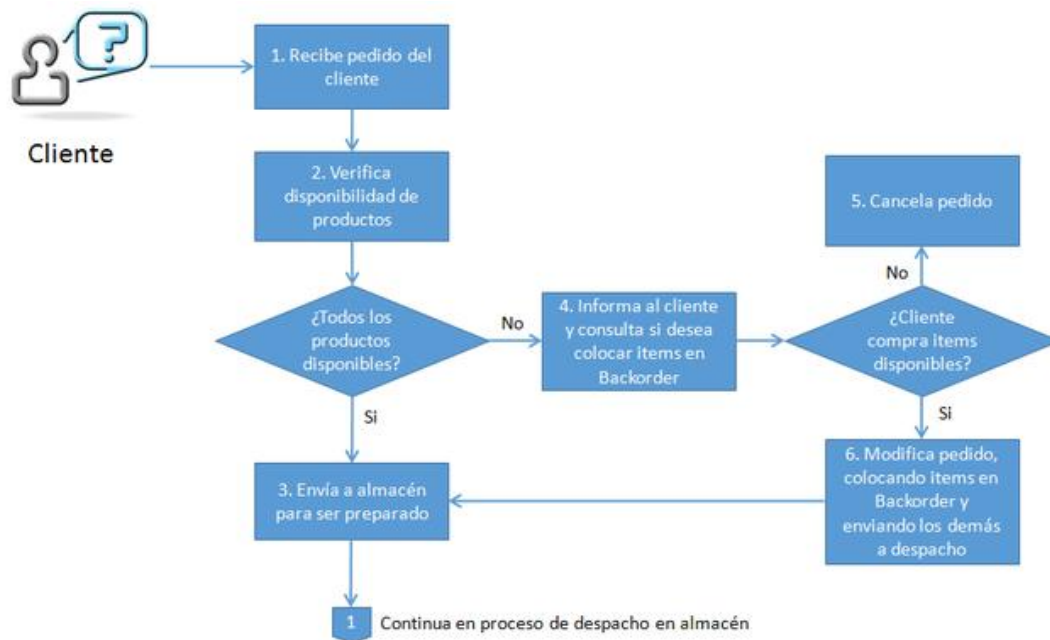 ?
Cliente
1. Recibe pedido del
cliente
2. Verifica
disponibilidad de
productos
¿Todos los
productos
disponibles?
No
4. Informa al cliente
y consulta si desea
colocar items en
Backorder
¿Cliente
compra items
disponibles?
No
5. Cancela pedido
Si
6. Modifica pedido,
colocando items en
Backorder y
enviando los demás
a despacho
Si
3. Envía a almacén
para ser preparado
1
Continua en proceso de despacho en almacén